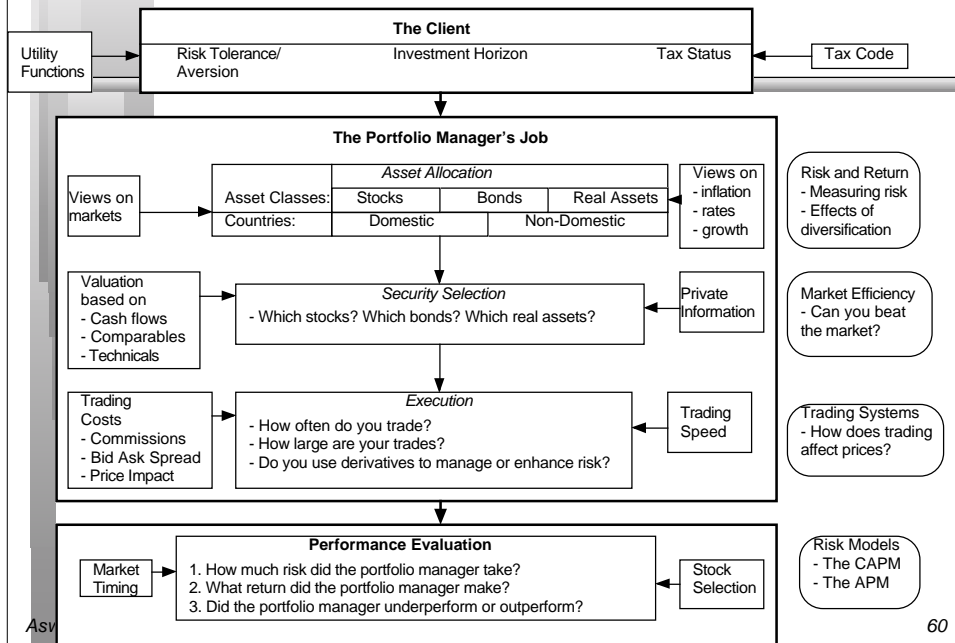 The Client
Utility
Functions
Risk Tolerance/
Aversion
Investment Horizon
Tax Status
Tax Code
The Portfolio Manager's Job
Views on
markets
Asset Allocation
Asset Classes:
Stocks
Bonds
Real Assets
Countries:
Domestic
Non-Domestic
Views on
- inflation
- rates
- growth
Risk and Return
- Measuring risk
- Effects of
diversification
Valuation
based on
- Cash flows
- Comparables
- Technicals
Security Selection
- Which stocks? Which bonds? Which real assets?
Private
Information
Market Efficiency
- Can you beat
the market?
Trading
Costs
- Commissions
- Bid Ask Spread
- Price Impact
Execution
- How often do you trade?
- How large are your trades?
- Do you use derivatives to manage or enhance risk?
Trading
Speed
Trading Systems
- How does trading
affect prices?
Performance Evaluation
Market
Timing
1. How much risk did the portfolio manager take?
2. What return did the portfolio manager make?
3. Did the portfolio manager underperform or outperform?
Stock
Selection
Risk Models
- The CAPM
- The APM
60